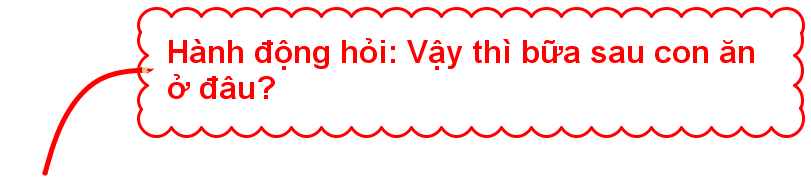 Hành động hỏi: Vậy thì bữa sau con ăn
ở đâu?